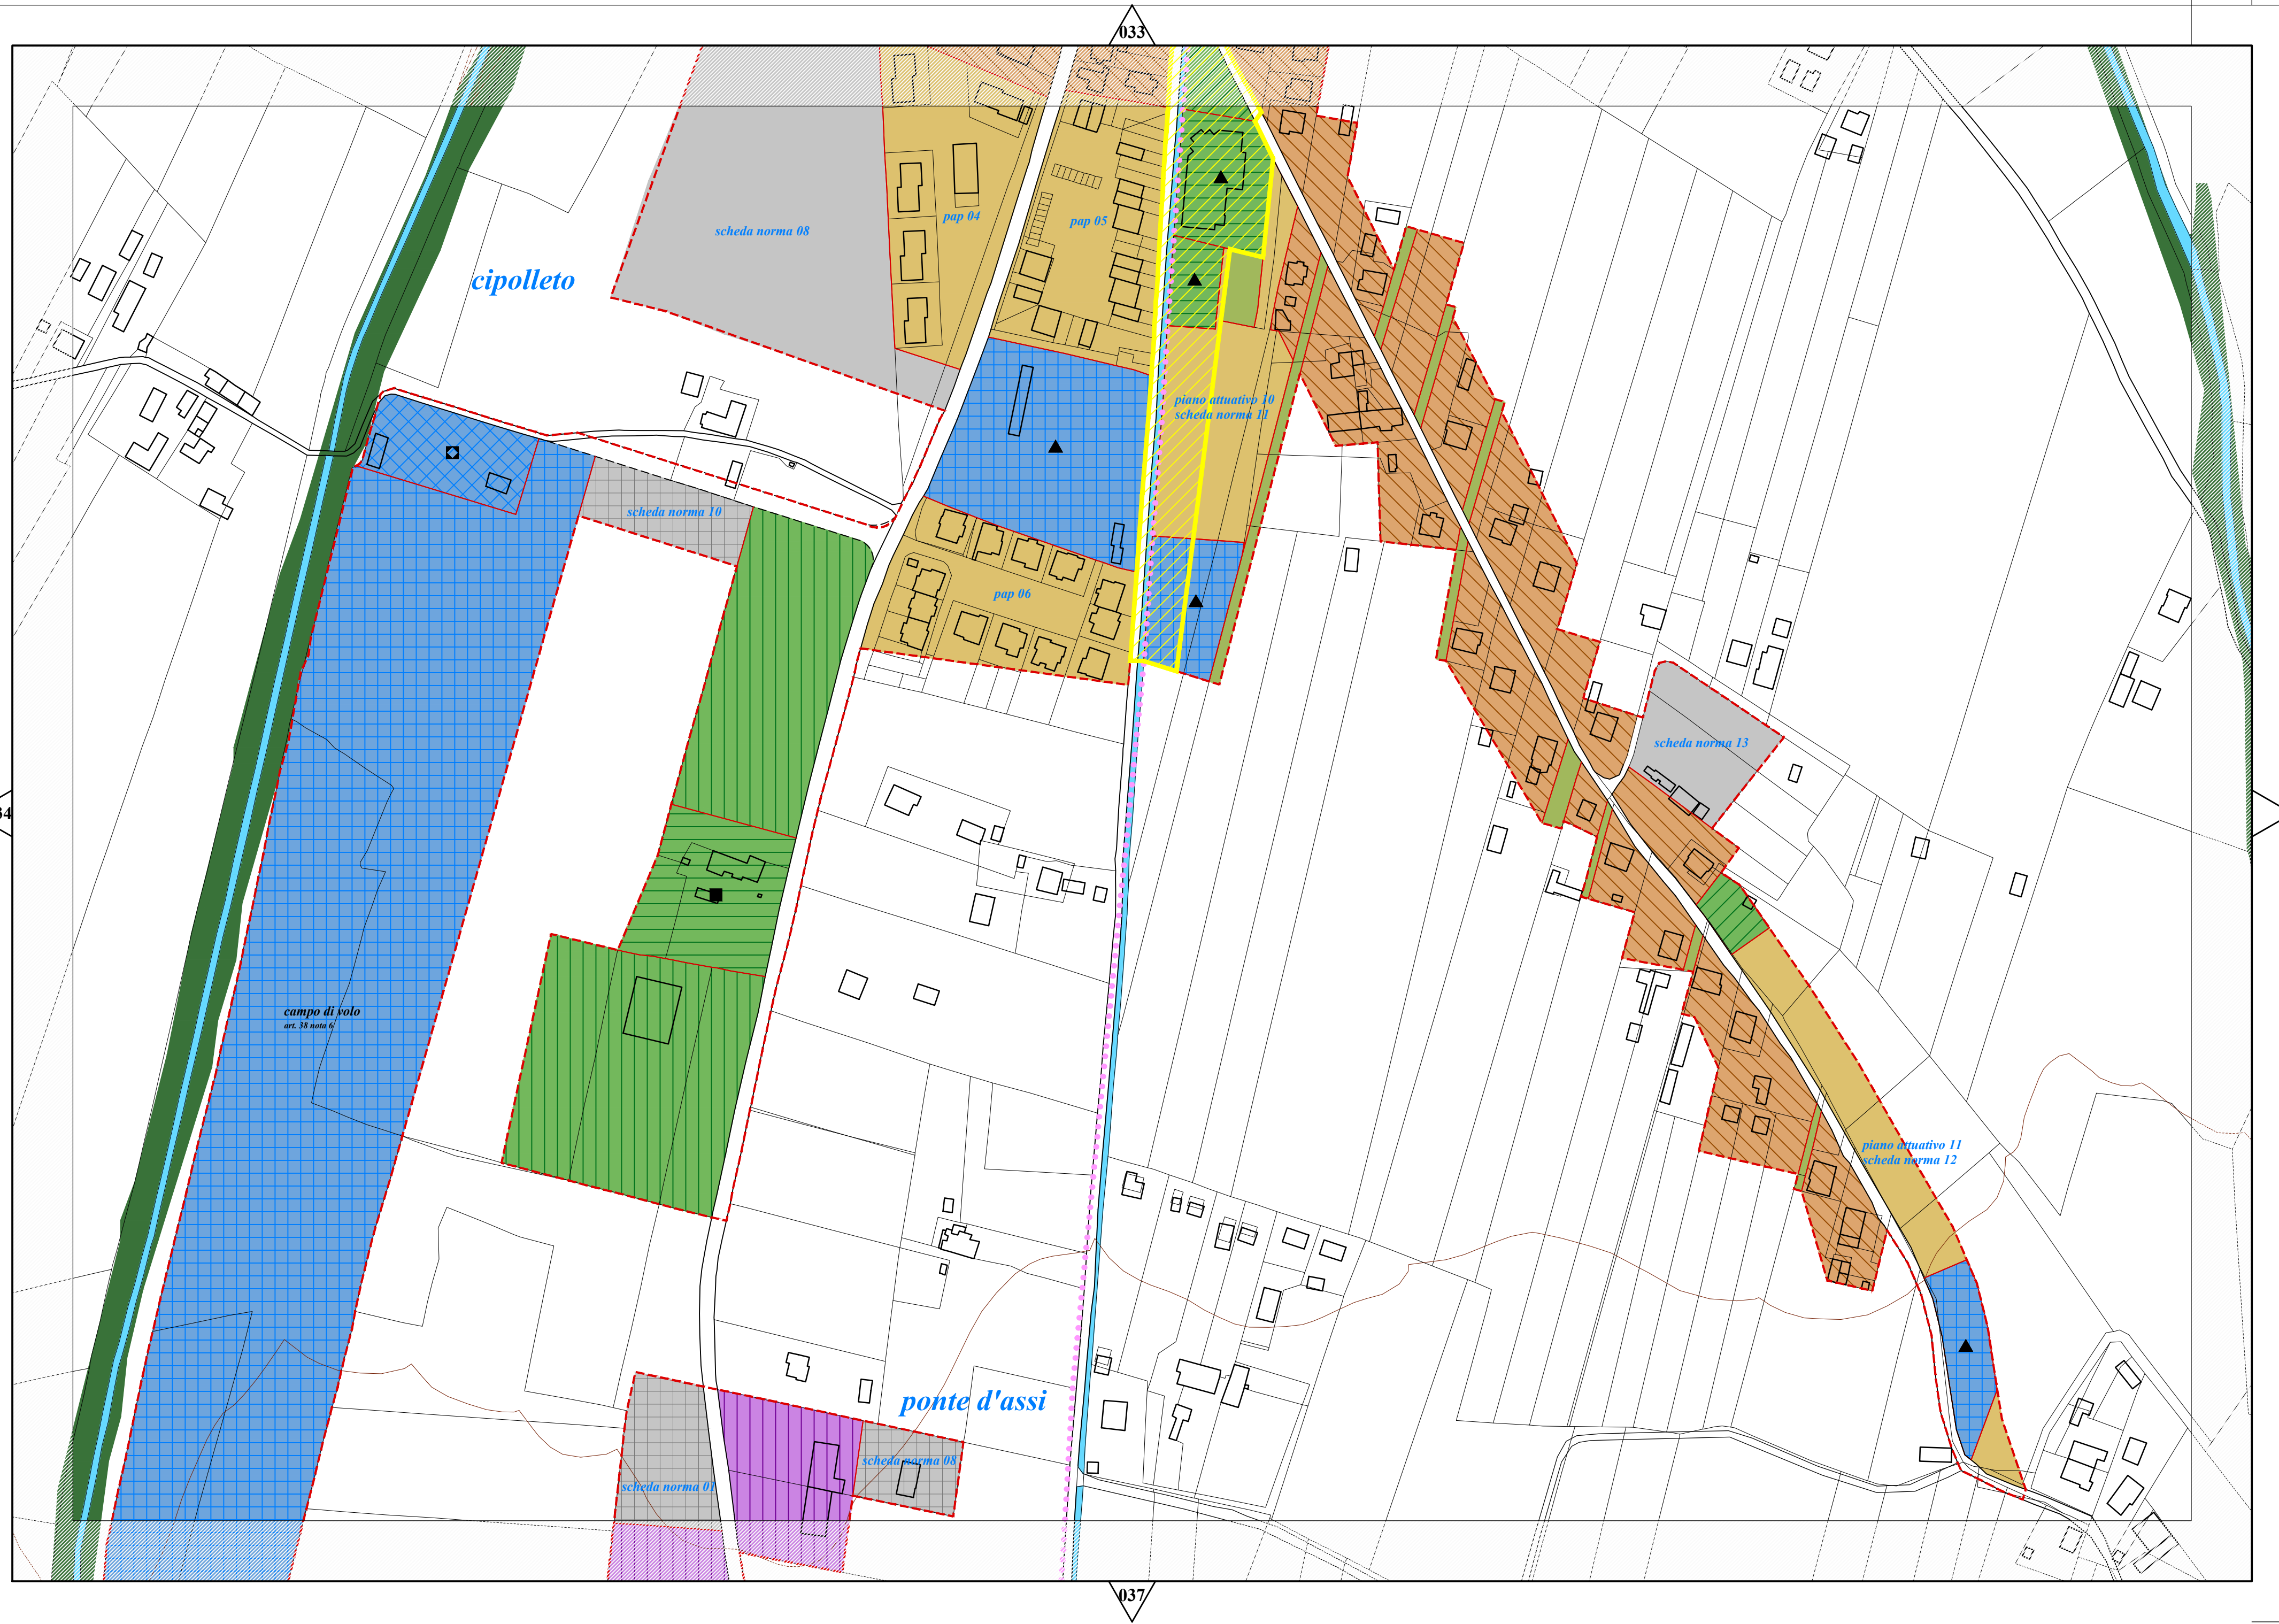 033
pap 04
pap 05
scheda norma 08
cipolleto
piano attuativo 10
scheda norma 11
scheda norma 10
pap 06
scheda norma 13
campo di volo
art. 38 nota 6
piano attuativo 11
scheda norma 12
ponte d'assi
scheda norma 08
scheda norma 01
037